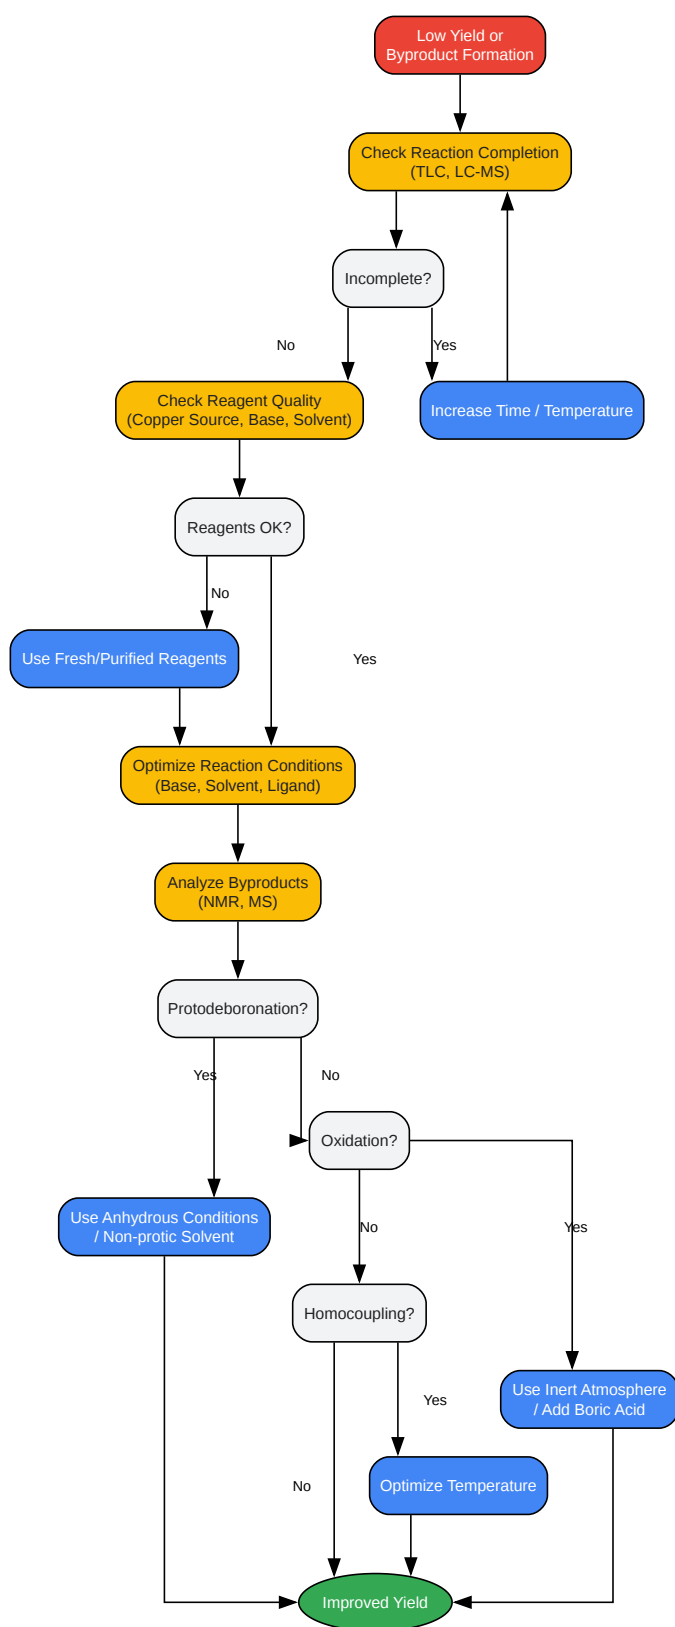 Low Yield or
Byproduct Formation
Check Reaction Completion
(TLC, LC-MS)
Incomplete?
No
Yes
Check Reagent Quality
(Copper Source, Base, Solvent)
Increase Time / Temperature
Reagents OK?
No
Use Fresh/Purified Reagents
Yes
Optimize Reaction Conditions
(Base, Solvent, Ligand)
Analyze Byproducts
(NMR, MS)
Protodeboronation?
Yes
No
Oxidation?
Use Anhydrous Conditions
/ Non-protic Solvent
No
Yes
Homocoupling?
Use Inert Atmosphere
/ Add Boric Acid
Yes
Optimize Temperature
No
Improved Yield